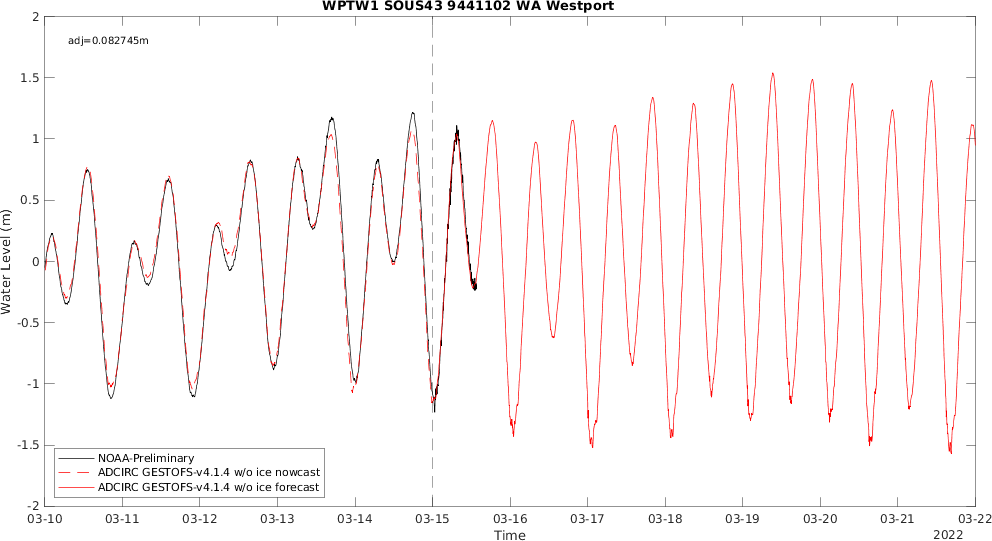 WPTW1 SOUS43 9441102 WA Westport
adj=0.082745m
2
1.5
1
0.5
0
-0.5
-1
-1.5
-2
Water Level (m)
NOAA-Preliminary
ADCIRC GESTOFS-v4.1.4 w/o ice nowcast
ADCIRC GESTOFS-v4.1.4 w/o ice forecast
03-10 03-11 03-12 03-13 03-14 03-15 03-16 03-17 03-18 03-19 03-20 03-21 03-22
Time
2022